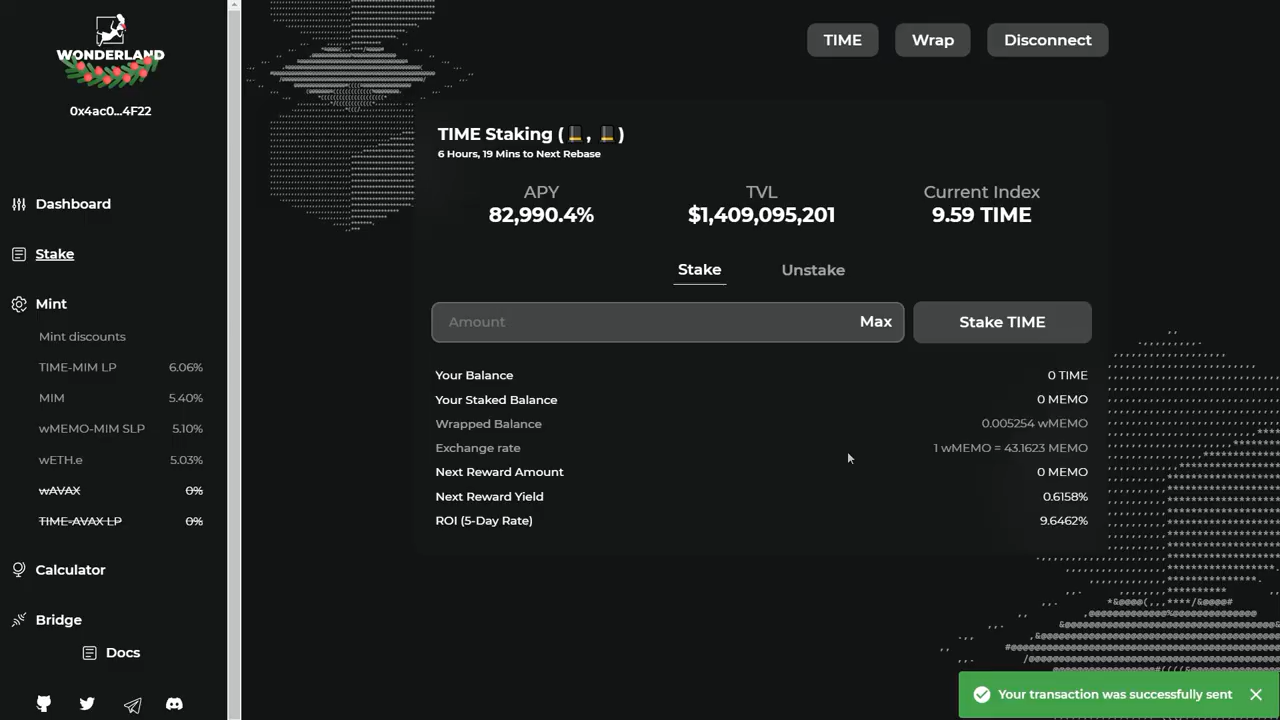 WONDERLAND
0x4ac0...4F22
Dashboard
Stake
Mint
Mint discounts
TIME-MIM LP 6.06%
MIM 5.40%
wMEMO-MIM SLP 5.10%
wETH.e 5.03%
wAVAX 0%
TIME-AVAX LP 0%
Calculator
Bridge
Docs
TIME Wrap Disconnect
TIME Staking ( , )
6 Hours, 19 Mins to Next Rebase
APY TVL Current Index
82,990.4% $1,409,095,201 9.59 TIME
Stake Unstake
Amount Max Stake TIME
Your Balance 0 TIME
Your Staked Balance 0 MEMO
Wrapped Balance 0.005254 wMEMO
Exchange rate 1 wMEMO = 43.1623 MEMO
Next Reward Amount 0 MEMO
Next Reward Yield 0.6158%
ROI (5-Day Rate) 9.6462%
Your transaction was successfully sent